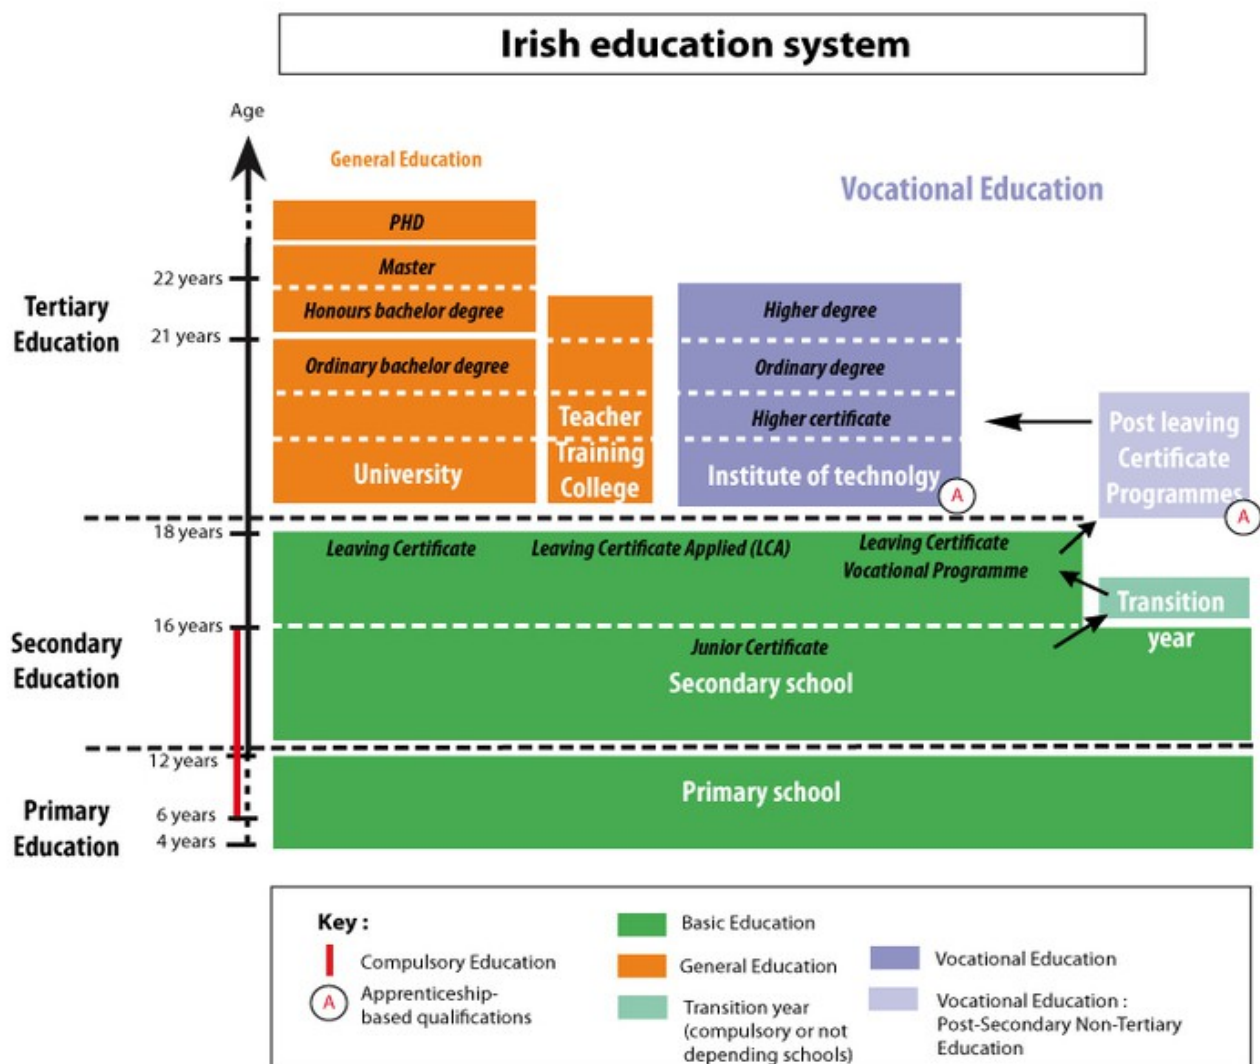 Irish education system
Age
General Education
Vocational Education
PHD
Master
22 years
Honours bachelor degree
Higher degree
Tertiary
Education
21 years
Ordinary bachelor degree
Ordinary degree
Higher certificate
Teacher
Training
College
University
Institute of technolgy
A
Post leaving
Certificate
Programmes
A
18 years
Leaving Certificate
Leaving Certificate Applied (LCA)
Leaving Certificate
Vocational Programme
Transition
year
16 years
Secondary
Education
Junior Certificate
Secondary school
12 years
Primary school
Primary
Education
6 years
4 years
Key :
Compulsory Education
A
Apprenticeship-
based qualifications
Basic Education
General Education
Transition year
(compulsory or not
depending schools)
Vocational Education
Vocational Education :
Post-Secondary Non-Tertiary
Education